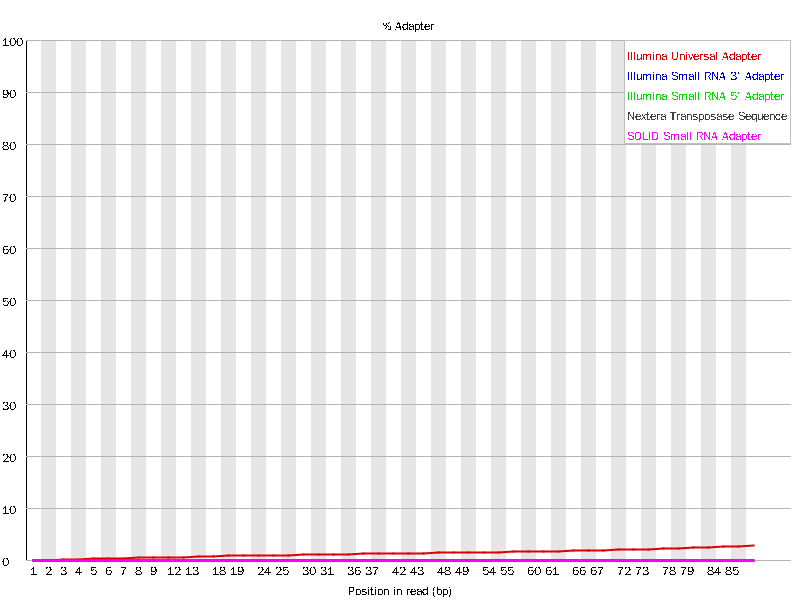 % Adapter
100
90
80
70
60
50
40
30
20
10
0
Illumina Universal Adapter
Illumina Small RNA 3' Adapter
Illumina Small RNA 5' Adapter
Nextera Transposase Sequence
SOLID Small RNA Adapter
1 2 3 4 5 6 7 8 9 12 13 18 19 24 25 30 31 36 37 42 43 48 49 54 55 60 61 66 67 72 73 78 79 84 85
Position in read (bp)